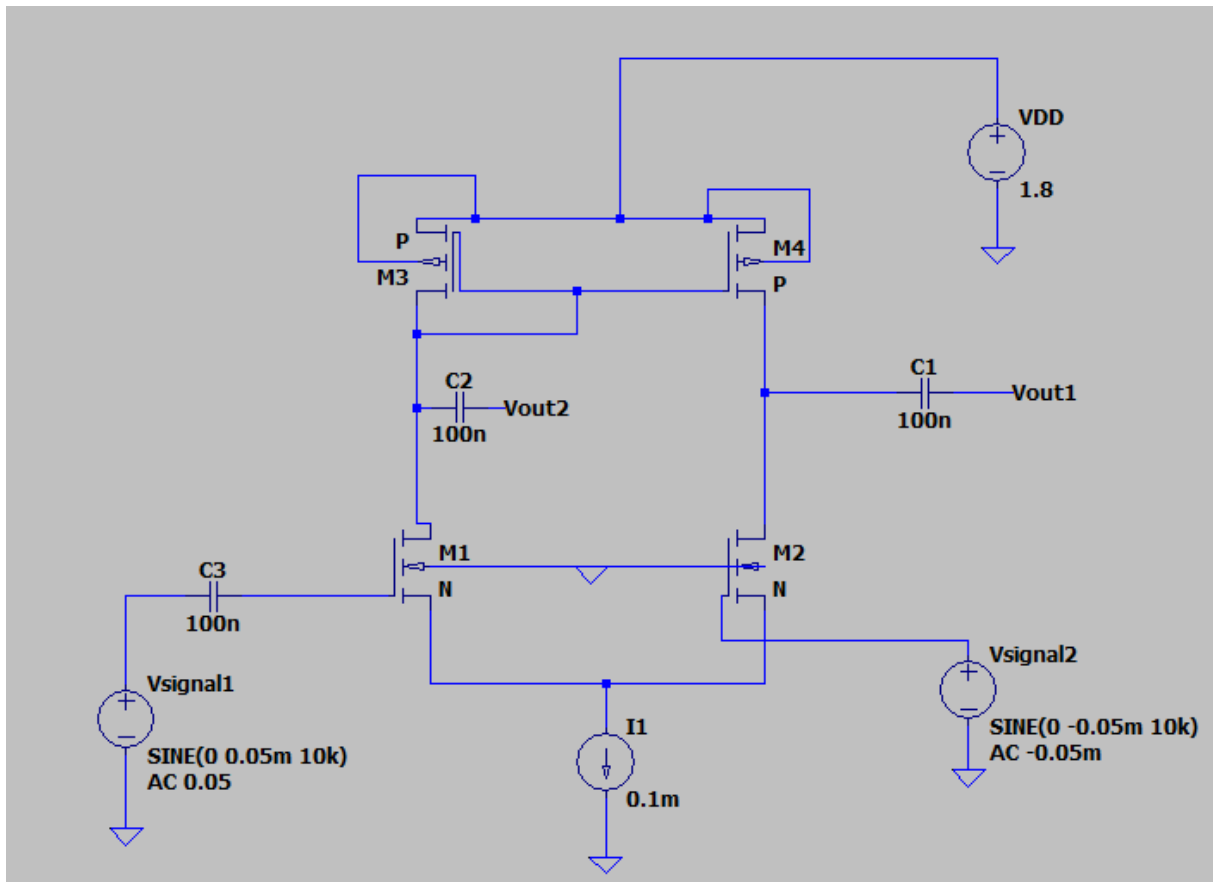 VDD
1.8
P
M3
M4
P
C2
Vout2
100n
C1
Vout1
100n
M1
N
M2
N
C3
100n
Vsignal1
SINE(0 0.05m 10k)
AC 0.05
Vsignal2
SINE(0 -0.05m 10k)
AC -0.05m
I1
0.1m